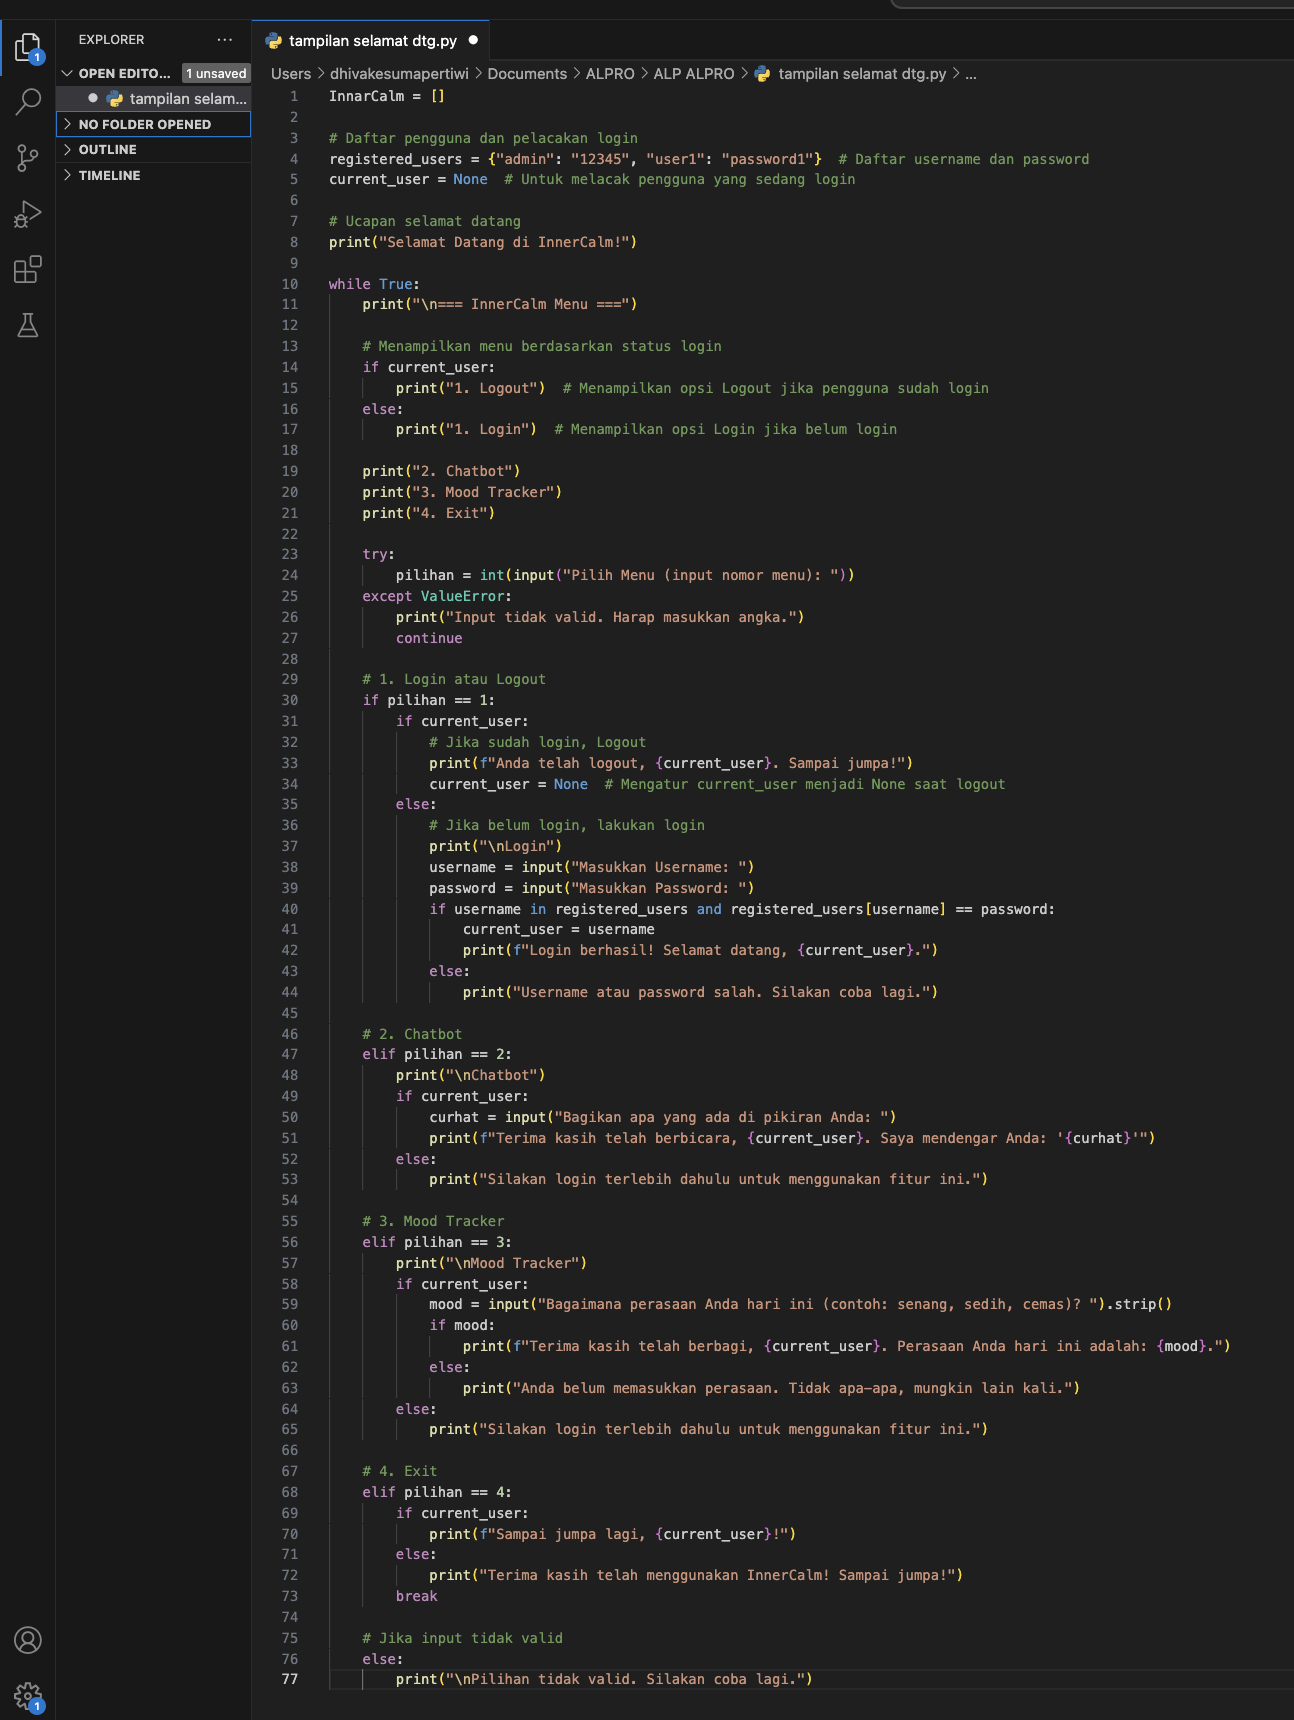 EXPLORER
OPEN EDITO... 1 unsaved
tampilan selam...
NO FOLDER OPENED
OUTLINE
TIMELINE
1
1
tampilan selamat dtg.py
Users > dhivakesumapertiwi > Documents > ALPRO > ALP ALPRO > tampilan selamat dtg.py > ...
1 InnarCalm = []
2
3 # Daftar pengguna dan pelacakan login
4 registered_users = {"admin": "12345", "user1": "password1"}  # Daftar username dan password
5 current_user = None  # Untuk melacak pengguna yang sedang login
6
7 # Ucapan selamat datang
8 print("Selamat Datang di InnerCalm!")
9
10 while True:
11     print("\n=== InnerCalm Menu ===")
12
13     # Menampilkan menu berdasarkan status login
14     if current_user:
15         print("1. Logout")  # Menampilkan opsi Logout jika pengguna sudah login
16     else:
17         print("1. Login")  # Menampilkan opsi Login jika belum login
18
19     print("2. Chatbot")
20     print("3. Mood Tracker")
21     print("4. Exit")
22
23     try:
24         pilihan = int(input("Pilih Menu (input nomor menu): "))
25     except ValueError:
26         print("Input tidak valid. Harap masukkan angka.")
27         continue
28
29     # 1. Login atau Logout
30     if pilihan == 1:
31         if current_user:
32             # Jika sudah login, Logout
33             print(f"Anda telah logout, {current_user}. Sampai jumpa!")
34             current_user = None  # Mengatur current_user menjadi None saat logout
35         else:
36             # Jika belum login, lakukan login
37             print("\nLogin")
38             username = input("Masukkan Username: ")
39             password = input("Masukkan Password: ")
40             if username in registered_users and registered_users[username] == password:
41                 current_user = username
42                 print(f"Login berhasil! Selamat datang, {current_user}.")
43             else:
44                 print("Username atau password salah. Silakan coba lagi.")
45
46     # 2. Chatbot
47     elif pilihan == 2:
48         print("\nChatbot")
49         if current_user:
50             curhat = input("Bagikan apa yang ada di pikiran Anda: ")
51             print(f"Terima kasih telah berbicara, {current_user}. Saya mendengar Anda: '{curhat}'")
52         else:
53             print("Silakan login terlebih dahulu untuk menggunakan fitur ini.")
54
55     # 3. Mood Tracker
56     elif pilihan == 3:
57         print("\nMood Tracker")
58         if current_user:
59             mood = input("Bagaimana perasaan Anda hari ini (contoh: senang, sedih, cemas)? ").strip()
60             if mood:
61                 print(f"Terima kasih telah berbagi, {current_user}. Perasaan Anda hari ini adalah: {mood}.")
62             else:
63                 print("Anda belum memasukkan perasaan. Tidak apa-apa, mungkin lain kali.")
64         else:
65             print("Silakan login terlebih dahulu untuk menggunakan fitur ini.")
66
67     # 4. Exit
68     elif pilihan == 4:
69         if current_user:
70             print(f"Sampai jumpa lagi, {current_user}!")
71         else:
72             print("Terima kasih telah menggunakan InnerCalm! Sampai jumpa!")
73         break
74
75     # Jika input tidak valid
76     else:
77         print("\nPilihan tidak valid. Silakan coba lagi.")